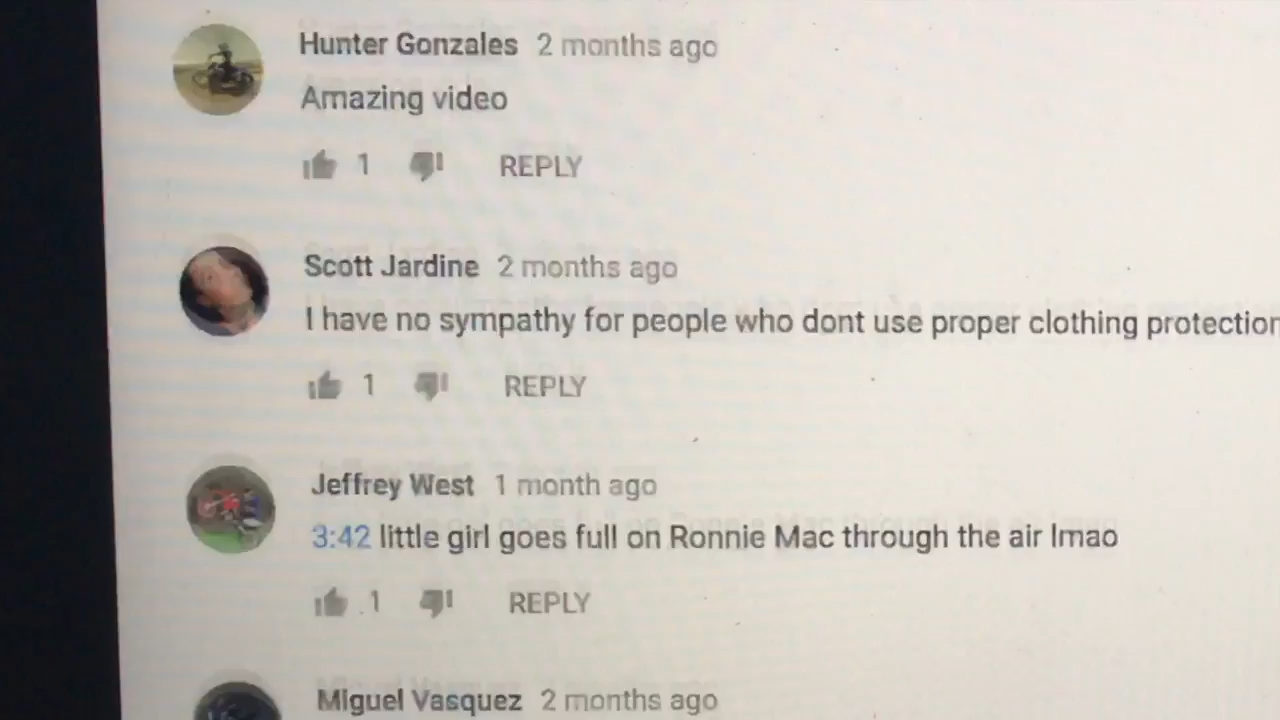 Hunter Gonzales 2 months ago
Amazing video
1 REPLY
Scott Jardine 2 months ago
I have no sympathy for people who dont use proper clothing protection
1 REPLY
Jeffrey West 1 month ago
3:42 little girl goes full on Ronnie Mac through the air lmao
1 REPLY
Miguel Vasquez 2 months ago